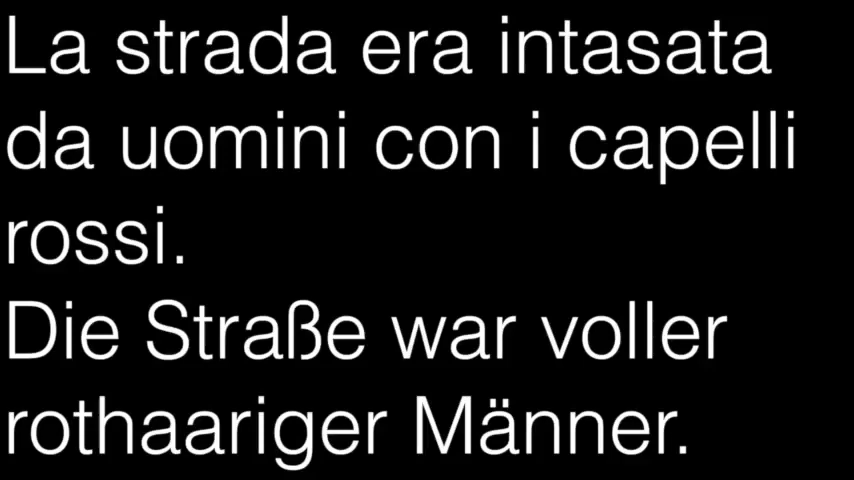 La strada era intasata
da uomini con i capelli
rossi.
Die Straße war voller
rothaariger Männer.